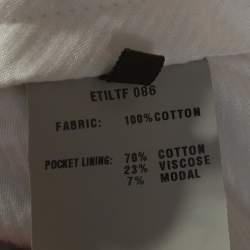 ETILTF 086
FABRIC: 100% COTTON
POCKET LINING: 70% COTTON
23% VISCOSE
7% MODAL